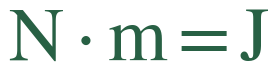 N · m = J